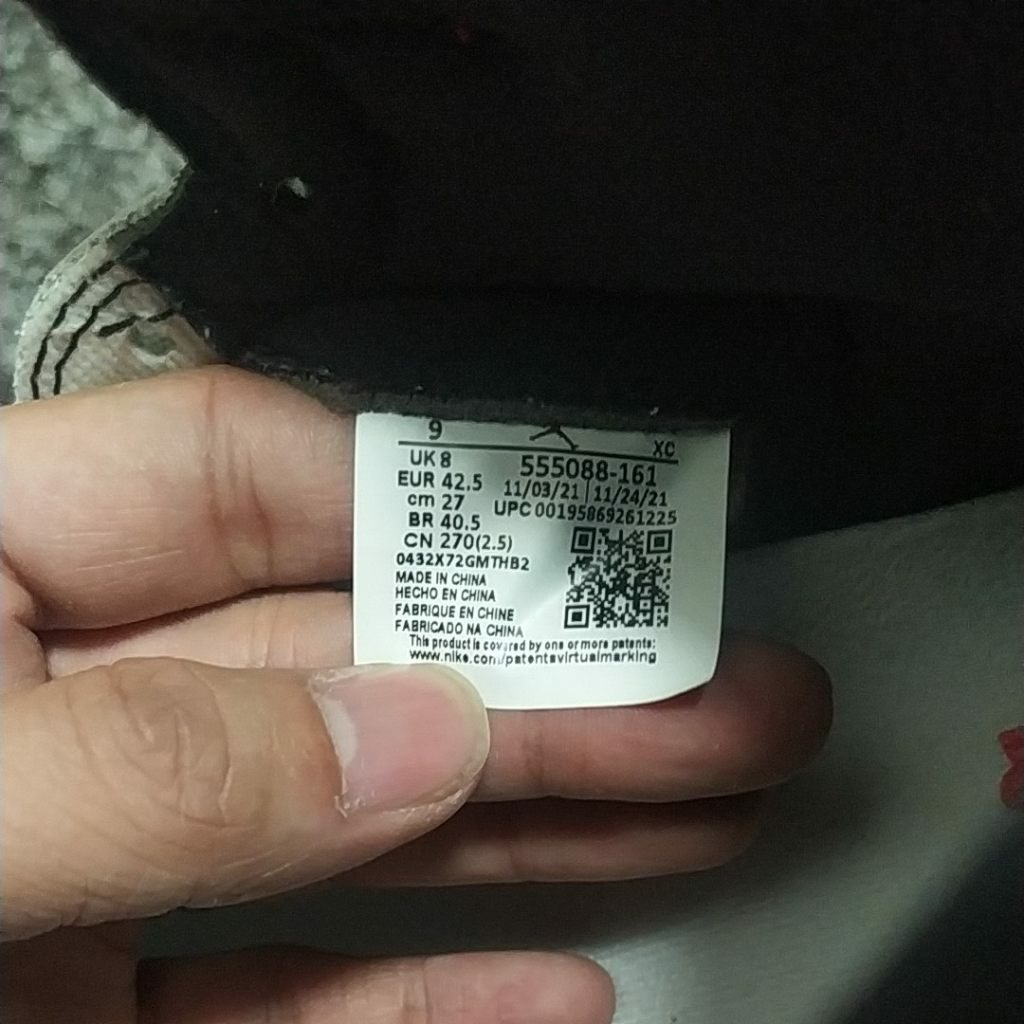 9
XC
UK 8
555088-161
EUR 42.5
11/03/21 | 11/24/21
cm 27
UPC 00195869261225
BR 40.5
CN 270(2.5)
0432X72GMTHB2
MADE IN CHINA
HECHO EN CHINA
FABRIQUE EN CHINE
FABRICADO NA CHINA
This product is covered by one or more patents:
www.nike.com/patentsvirtualmarking